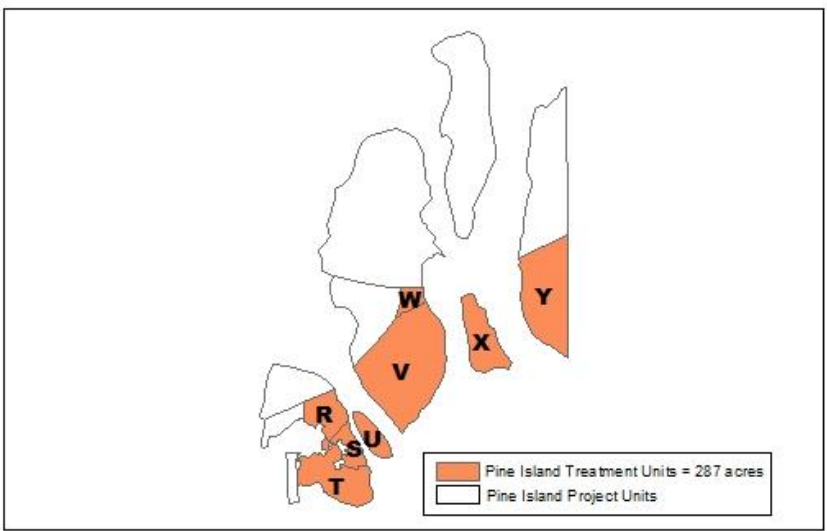 W
Y
X
V
R
U
S
T
Pine Island Treatment Units = 287 acres
Pine Island Project Units